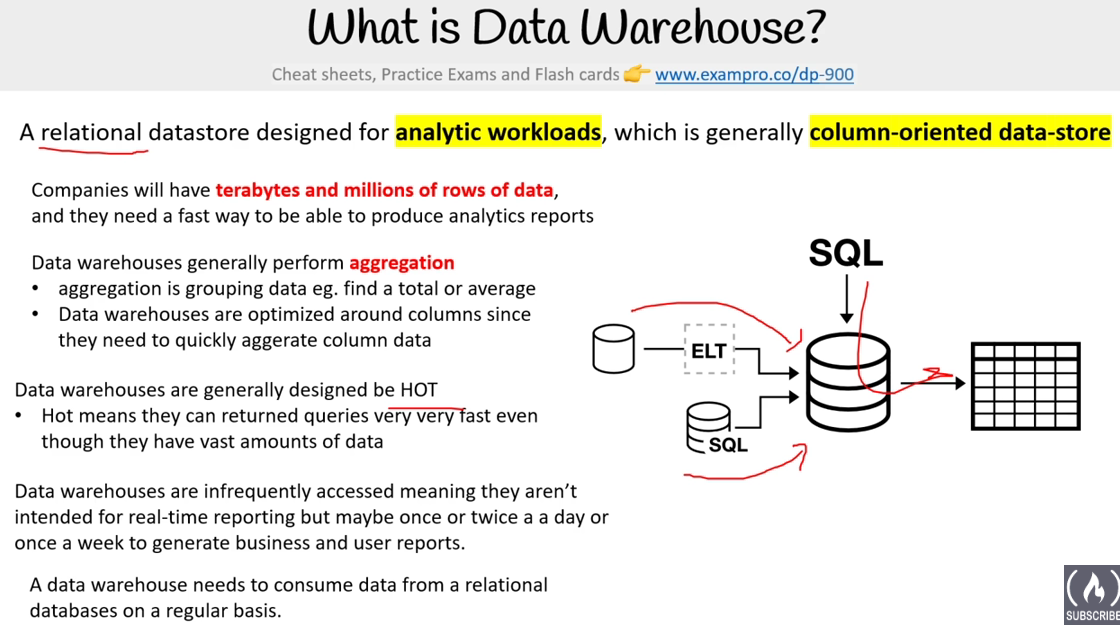 What is Data Warehouse?
Cheat sheets, Practice Exams and Flash cards 👉 www.exampro.co/dp-900
A relational datastore designed for analytic workloads, which is generally column-oriented data-store
Companies will have terabytes and millions of rows of data,
and they need a fast way to be able to produce analytics reports
Data warehouses generally perform aggregation
• aggregation is grouping data eg. find a total or average
• Data warehouses are optimized around columns since
they need to quickly aggerate column data
Data warehouses are generally designed be HOT
• Hot means they can returned queries very very fast even
though they have vast amounts of data
Data warehouses are infrequently accessed meaning they aren't
intended for real-time reporting but maybe once or twice a a day or
once a week to generate business and user reports.
A data warehouse needs to consume data from a relational
databases on a regular basis.
SQL
ELT
SQL
SUBSCRIBE